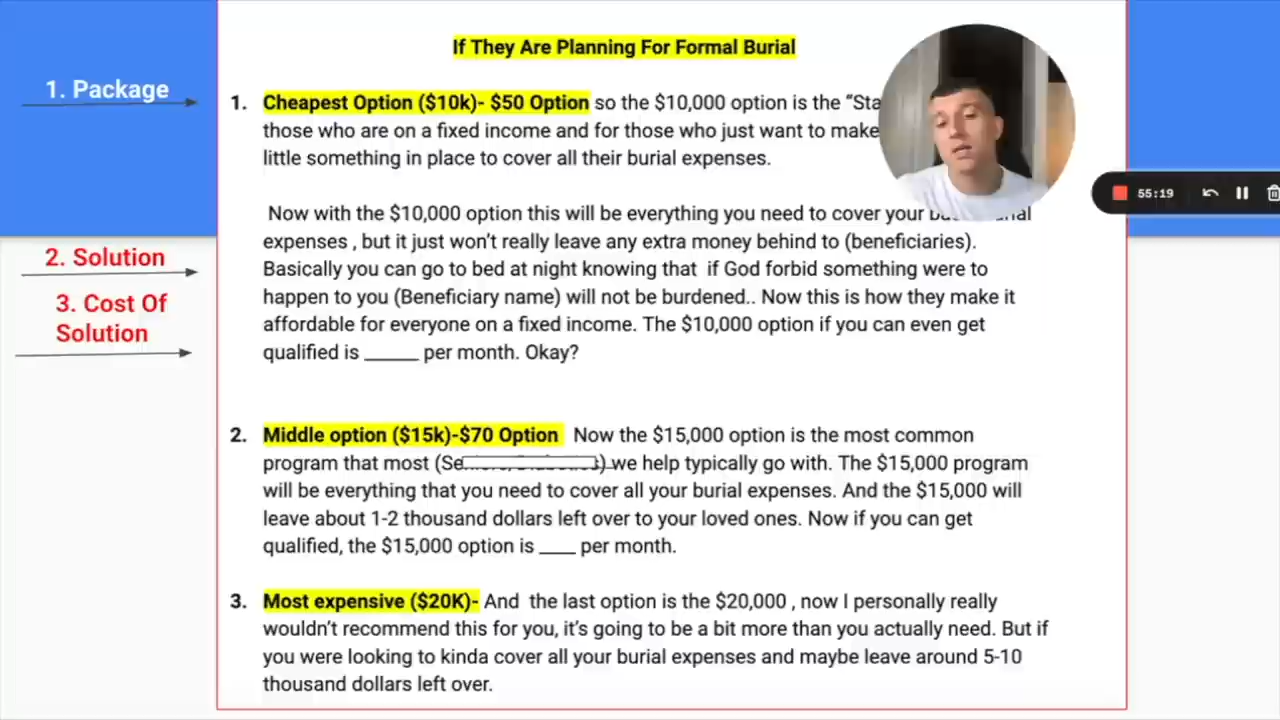 If They Are Planning For Formal Burial
1. Package
1. Cheapest Option ($10k)- $50 Option so the $10,000 option is the “Sta
those who are on a fixed income and for those who just want to make
little something in place to cover all their burial expenses.
55:19
Now with the $10,000 option this will be everything you need to cover your
expenses , but it just won’t really leave any extra money behind to (beneficiaries).
2. Solution
Basically you can go to bed at night knowing that if God forbid something were to
happen to you (Beneficiary name) will not be burdened.. Now this is how they make it
3. Cost Of
Solution
affordable for everyone on a fixed income. The $10,000 option if you can even get
qualified is ______ per month. Okay?
2. Middle option ($15k)-$70 Option Now the $15,000 option is the most common
program that most (Se we help typically go with. The $15,000 program
will be everything that you need to cover all your burial expenses. And the $15,000 will
leave about 1-2 thousand dollars left over to your loved ones. Now if you can get
qualified, the $15,000 option is ____ per month.
3. Most expensive ($20K)- And the last option is the $20,000 , now I personally really
wouldn’t recommend this for you, it’s going to be a bit more than you actually need. But if
you were looking to kinda cover all your burial expenses and maybe leave around 5-10
thousand dollars left over.